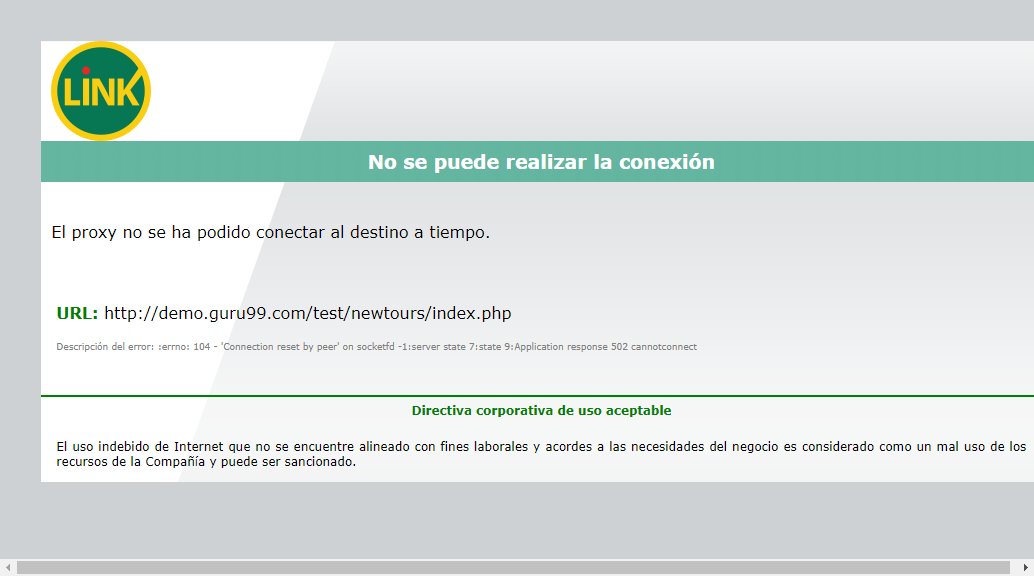 LINK
No se puede realizar la conexión
El proxy no se ha podido conectar al destino a tiempo.
URL: http://demo.guru99.com/test/newtours/index.php
Descripción del error: :errno: 104 - 'Connection reset by peer' on socketfd -1:server state 7:state 9:Application response 502 cannotconnect
Directiva corporativa de uso aceptable
El uso indebido de Internet que no se encuentre alineado con fines laborales y acordes a las necesidades del negocio es considerado como un mal uso de los
recursos de la Compañía y puede ser sancionado.